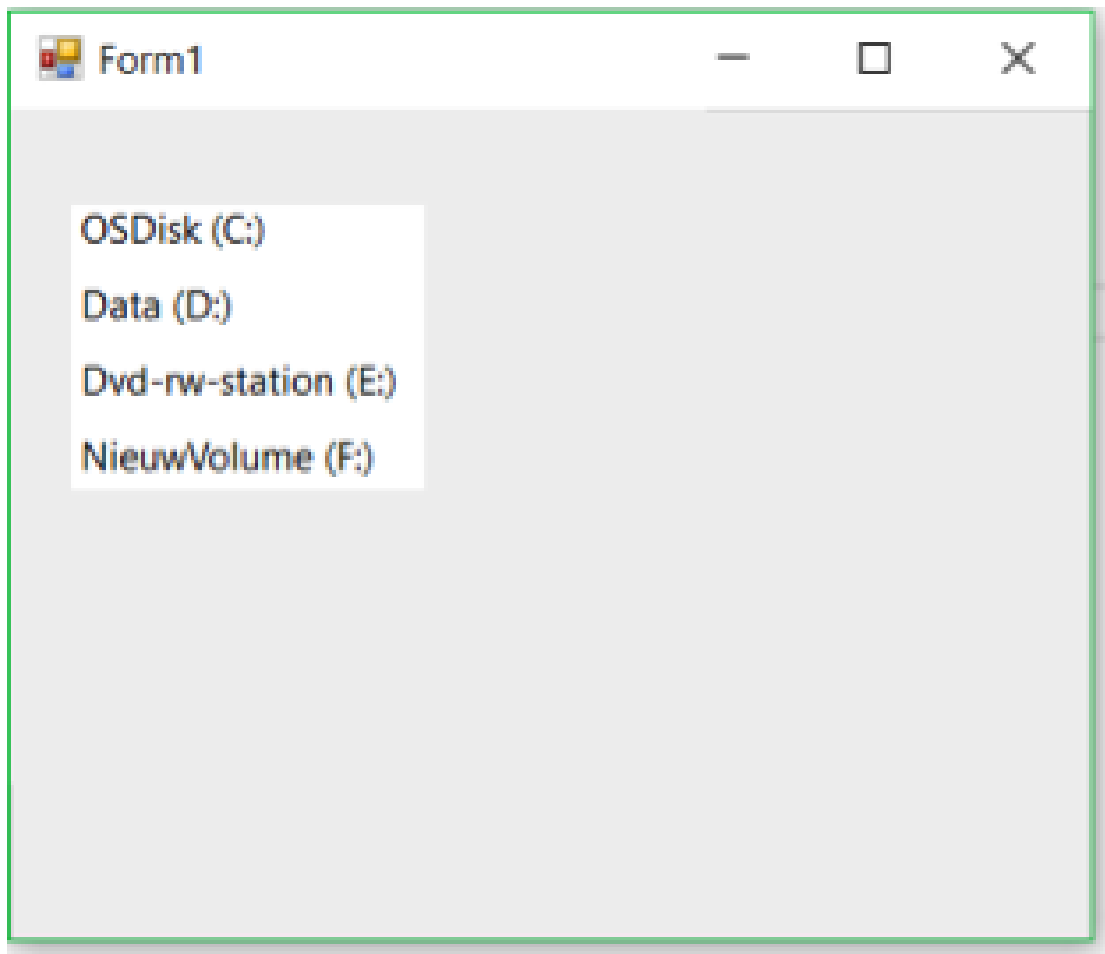 Form1
OSDisk (C:)
Data (D:)
Dvd-rw-station (E:)
NieuwVolume (F:)